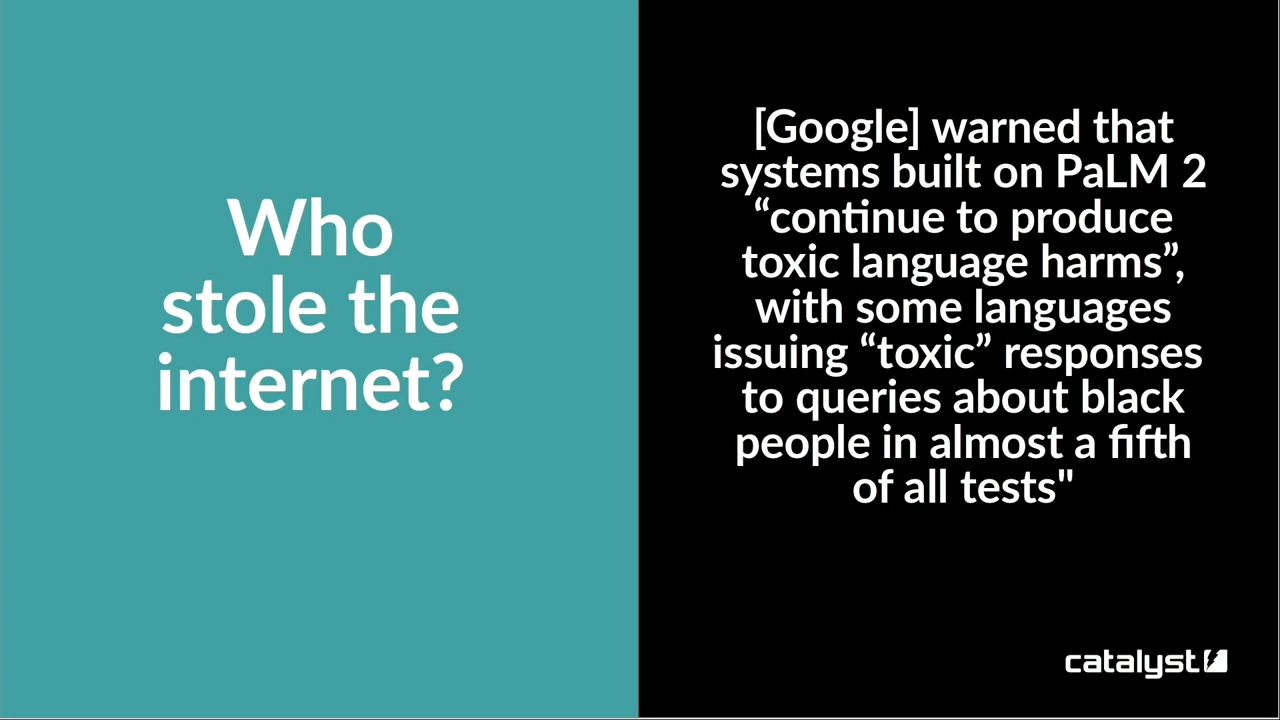 Who
stole the
internet?
[Google] warned that
systems built on PaLM 2
“continue to produce
toxic language harms”,
with some languages
issuing “toxic” responses
to queries about black
people in almost a fifth
of all tests"
catalyst